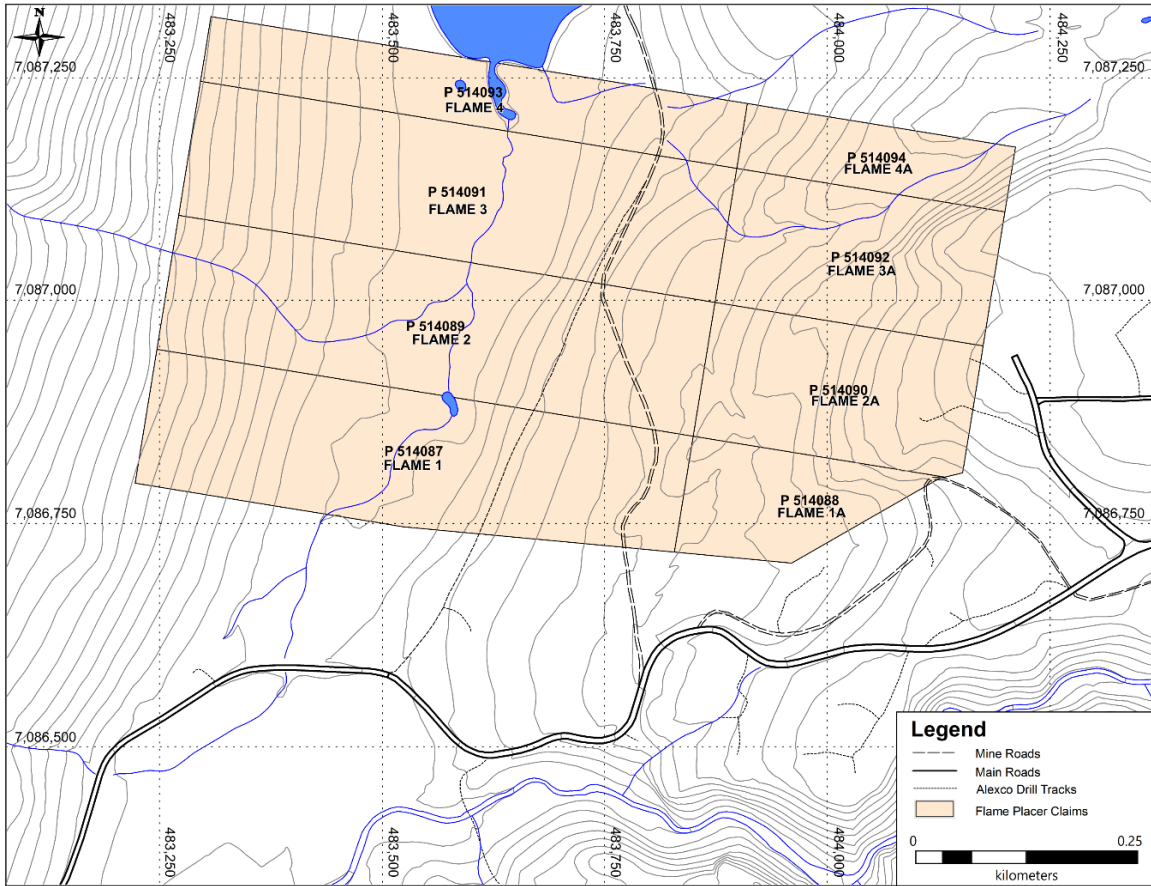 N
483,250
483,500
483,750
484,000
484,250
7,087,250
7,087,250
P 514093
FLAME 4
P 514094
FLAME 4A
P 514091
FLAME 3
P 514092
FLAME 3A
7,087,000
7,087,000
P 514089
FLAME 2
P 514090
FLAME 2A
P 514087
FLAME 1
P 514088
FLAME 1A
7,086,750
7,086,750
7,086,500
Legend
Mine Roads
Main Roads
Alexco Drill Tracks
Flame Placer Claims
0 0.25
kilometers
483,250
483,500
483,750
484,000